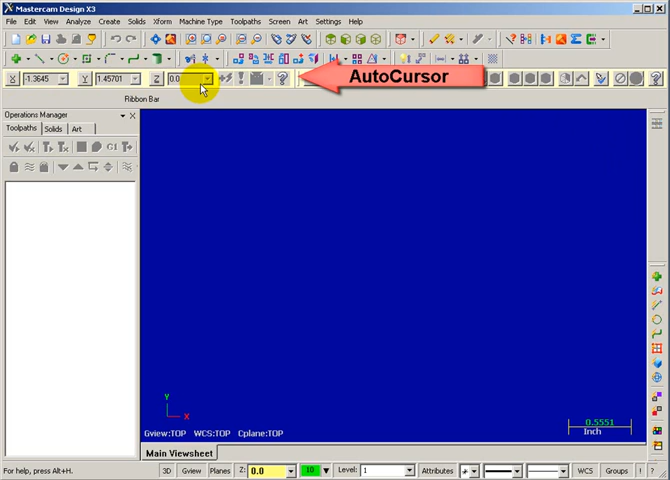 Mastercam Design X3
File Edit View Analyze Create Solids Xform Machine Type Toolpaths Screen Art Settings Help
X -1.3645 Y 1.45701 Z 0.0 AutoCursor
Ribbon Bar
Operations Manager
Toolpaths Solids Art
G1
Y
X
0.5551
Inch
Gview:TOP WCS:TOP Cplane:TOP
Main Viewsheet
For help, press Alt+H. 3D Gview Planes Z: 0.0 10 Level: 1 Attributes WCS Groups ! ?